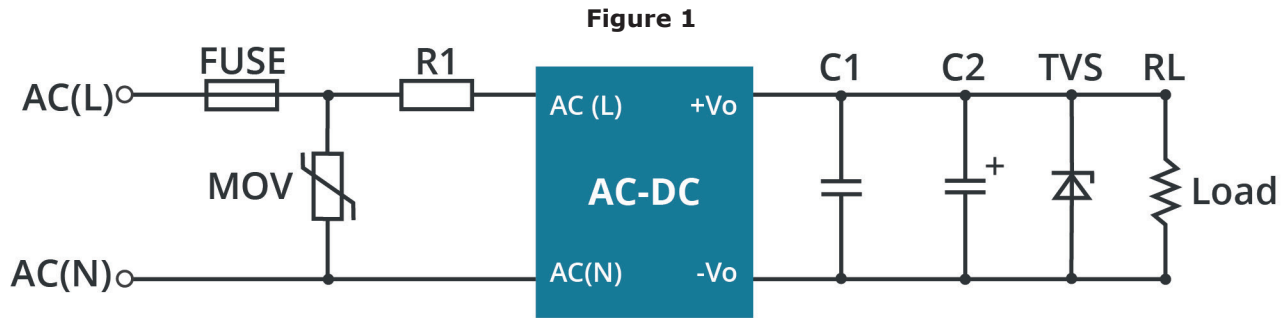 Figure 1
FUSE
R1
C1
C2
TVS
RL
AC(L)
AC (L)
+Vo
MOV
AC-DC
+
Load
AC(N)
AC(N)
-Vo